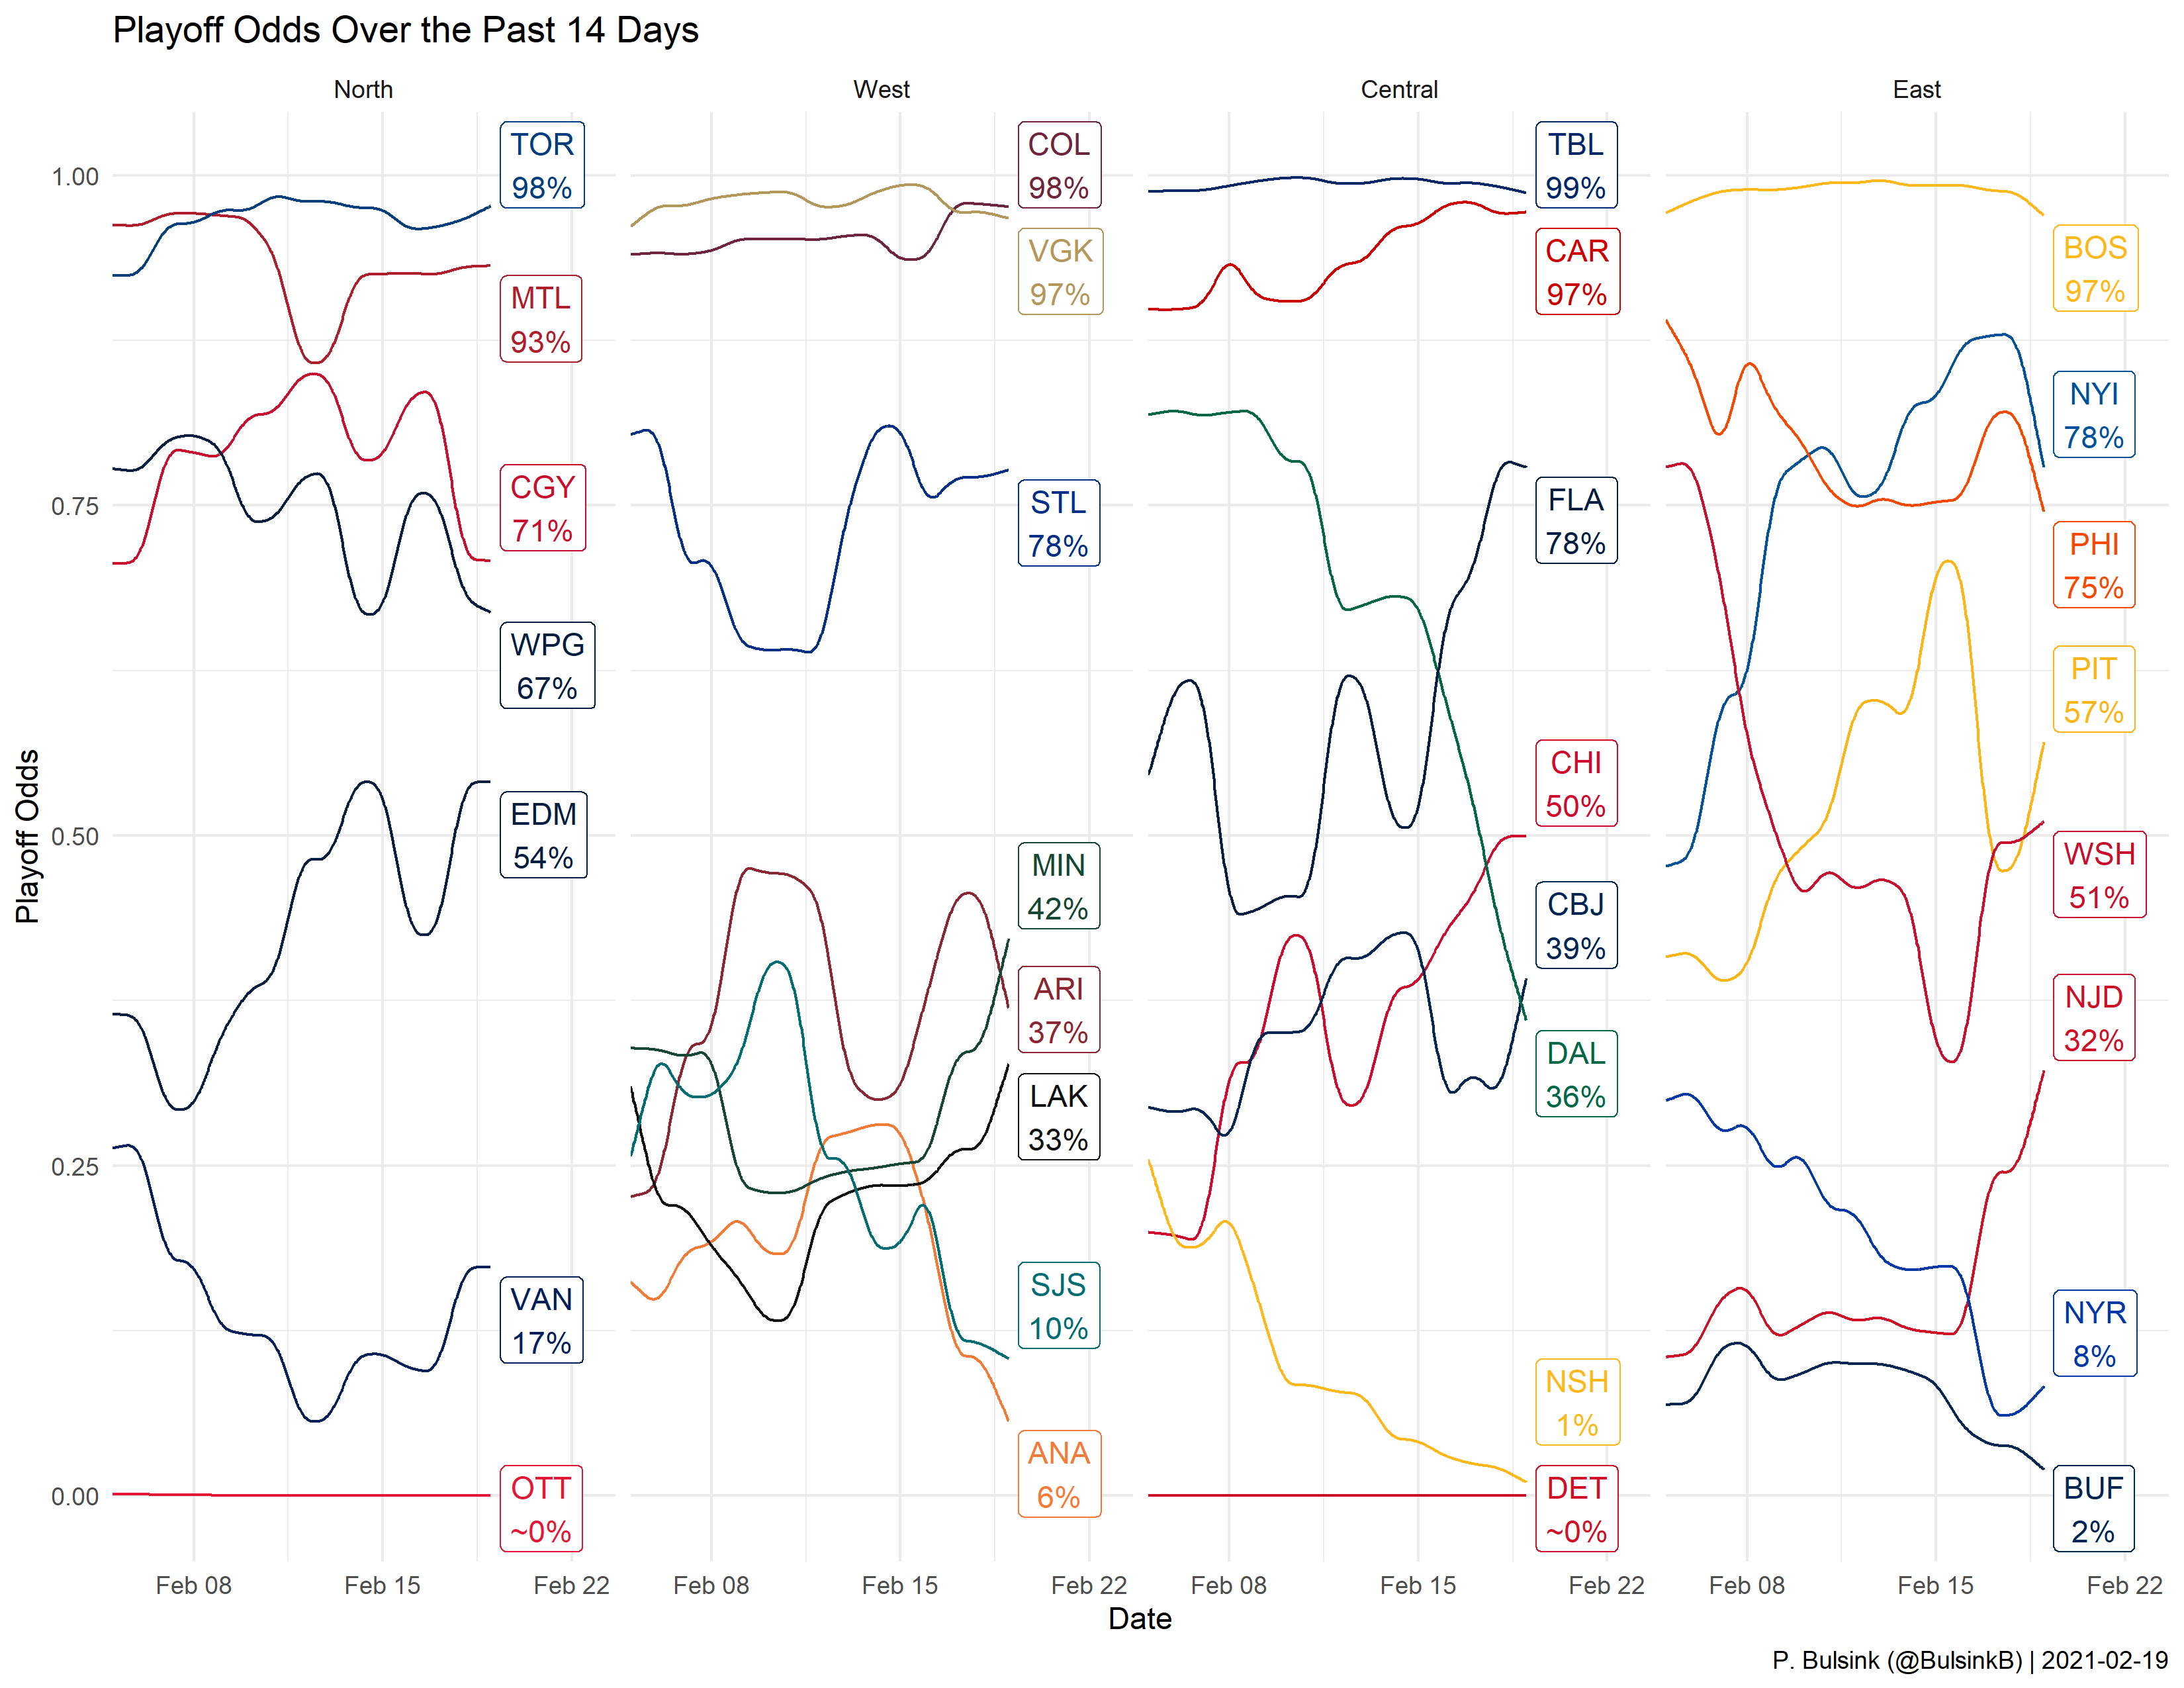 Playoff Odds Over the Past 14 Days
North
West
Central
East
Playoff Odds
1.00
0.75
0.50
0.25
0.00
TOR
98%
MTL
93%
CGY
71%
WPG
67%
EDM
54%
VAN
17%
OTT
~0%
COL
98%
VGK
97%
STL
78%
MIN
42%
ARI
37%
LAK
33%
SJS
10%
ANA
6%
TBL
99%
CAR
97%
FLA
78%
CHI
50%
CBJ
39%
DAL
36%
NSH
1%
DET
~0%
BOS
97%
NYI
78%
PHI
75%
PIT
57%
WSH
51%
NJD
32%
NYR
8%
BUF
2%
Feb 08
Feb 15
Feb 22
Feb 08
Feb 15
Feb 22
Feb 08
Feb 15
Feb 22
Feb 08
Feb 15
Feb 22
Date
P. Bulsink (@BulsinkB) | 2021-02-19